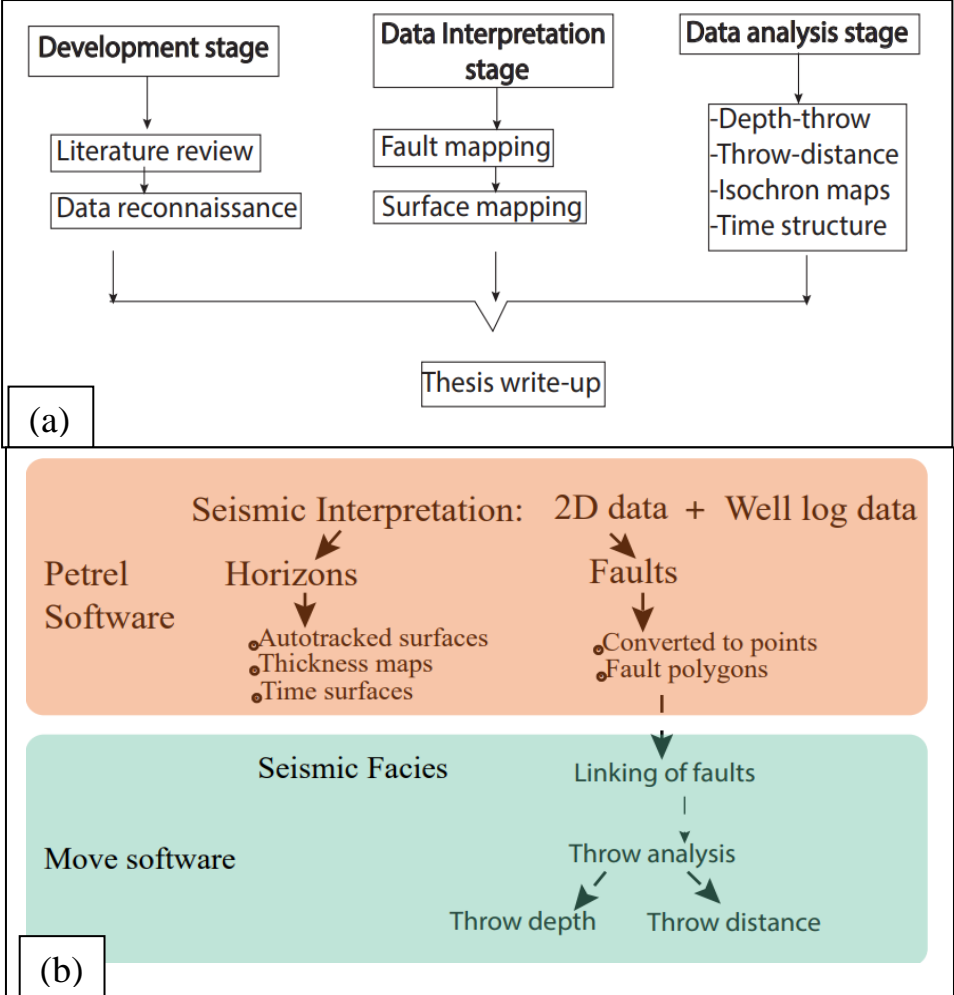 Development stage
Data Interpretation
stage
Data analysis stage
Literature review
Data reconnaissance
Fault mapping
Surface mapping
-Depth-throw
-Throw-distance
-Isochron maps
-Time structure
Thesis write-up
(a)
Seismic Interpretation: 2D data + Well log data
Petrel
Software
Horizons
Autotracked surfaces
Thickness maps
Time surfaces
Faults
Converted to points
Fault polygons
Seismic Facies
Linking of faults
Move software
Throw analysis
Throw depth
Throw distance
(b)